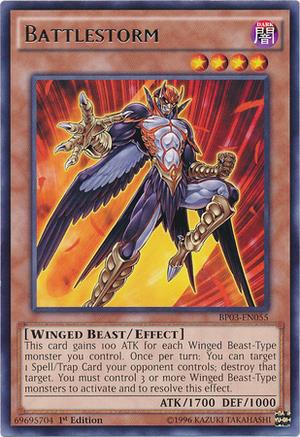 BATTLESTORM
DARK
闇
BP03-EN055
[WINGED BEAST/EFFECT]
This card gains 100 ATK for each Winged Beast-Type
monster you control. Once per turn: You can target
1 Spell/Trap Card your opponent controls; destroy that
target. You must control 3 or more Winged Beast-Type
monsters to activate and to resolve this effect.
ATK/1700 DEF/1000
69695704 1st Edition ©1996 KAZUKI TAKAHASHI